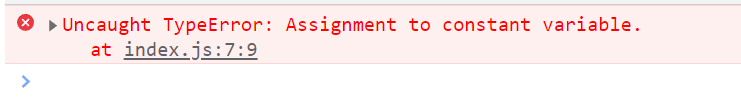 Uncaught TypeError: Assignment to constant variable.
at index.js:7:9